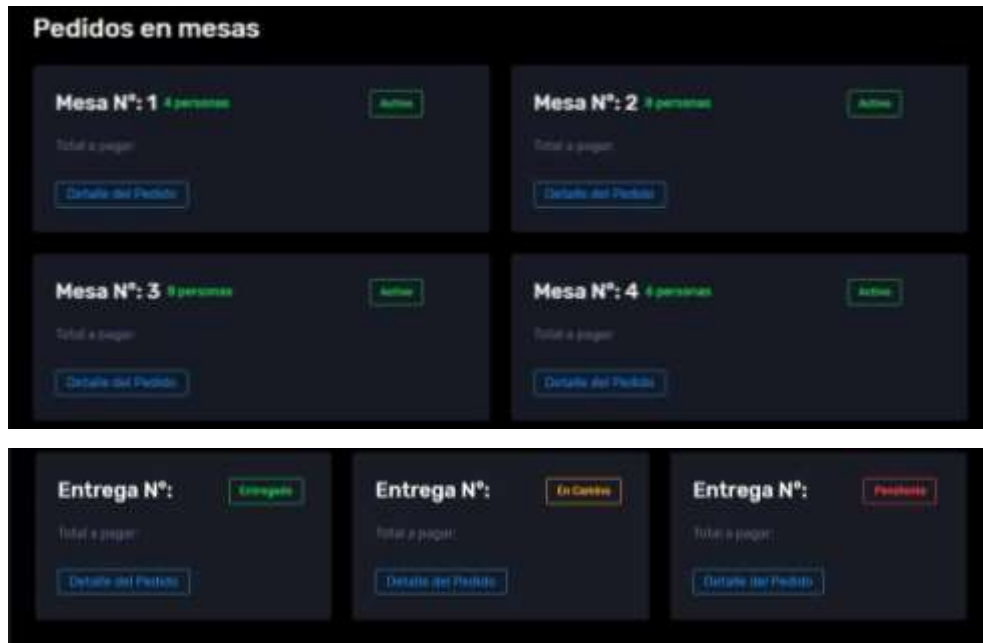 Pedidos en mesas
Mesa N°: 1 4 personas Activo
Total a pagar:
Detalle del Pedido
Mesa N°: 2 personas Activo
Total a pagar:
Detalle del Pedido
Mesa N°: 3 personas Activo
Total a pagar:
Detalle del Pedido
Mesa N°: 4 personas Activo
Total a pagar:
Detalle del Pedido
Entrega N°: Entregado
Total a pagar:
Detalle del Pedido
Entrega N°: En Camino
Total a pagar:
Detalle del Pedido
Entrega N°: Pendiente
Total a pagar:
Detalle del Pedido